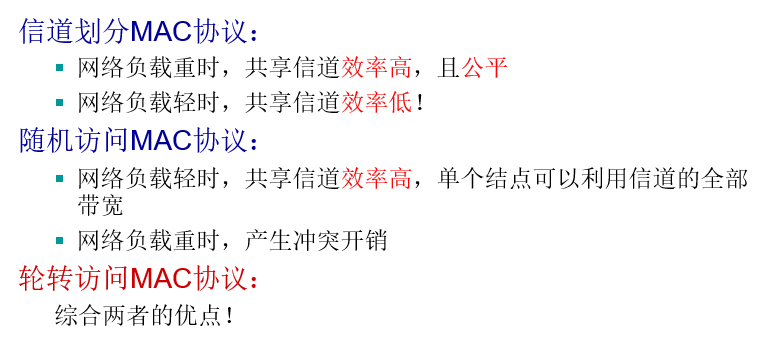 信道划分MAC协议：
网络负载重时，共享信道效率高，且公平
网络负载轻时，共享信道效率低！
随机访问MAC协议：
网络负载轻时，共享信道效率高，单个结点可以利用信道的全部
带宽
网络负载重时，产生冲突开销
轮转访问MAC协议：
综合两者的优点！